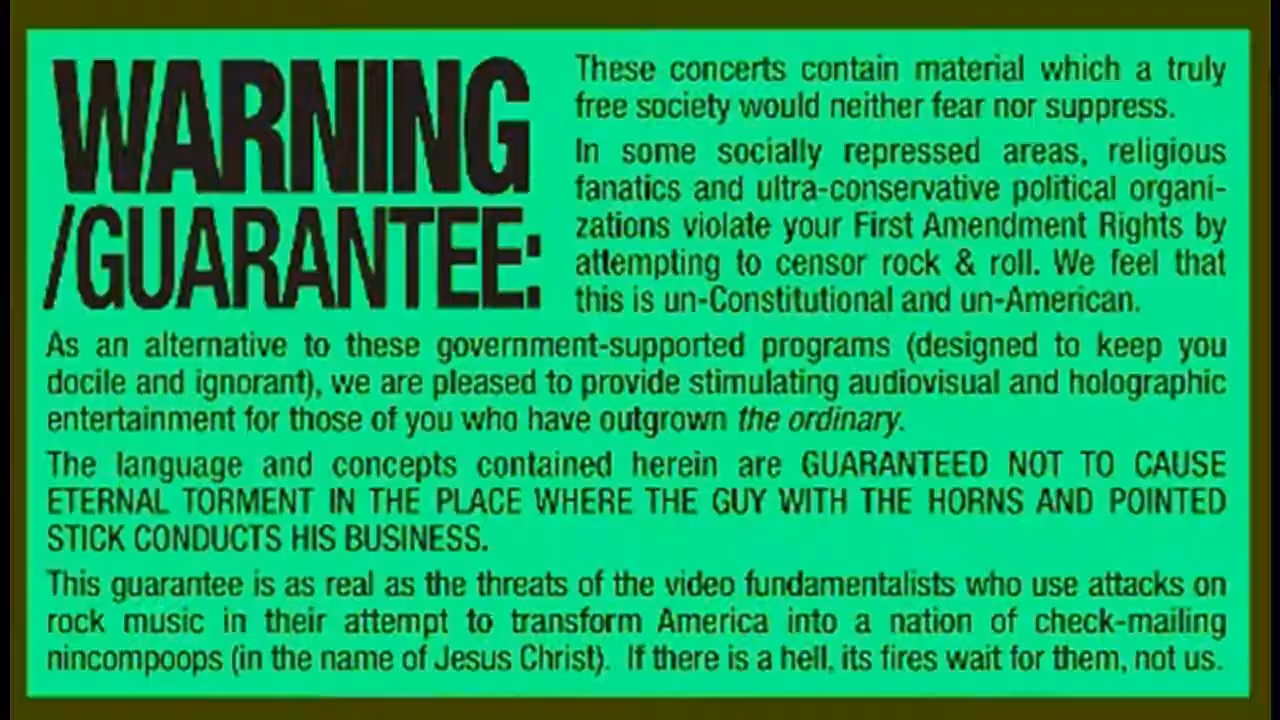 WARNING
/GUARANTEE:
These concerts contain material which a truly
free society would neither fear nor suppress.
In some socially repressed areas, religious
fanatics and ultra-conservative political organi-
zations violate your First Amendment Rights by
attempting to censor rock & roll. We feel that
this is un-Constitutional and un-American.
As an alternative to these government-supported programs (designed to keep you
docile and ignorant), we are pleased to provide stimulating audiovisual and holographic
entertainment for those of you who have outgrown the ordinary.
The language and concepts contained herein are GUARANTEED NOT TO CAUSE
ETERNAL TORMENT IN THE PLACE WHERE THE GUY WITH THE HORNS AND POINTED
STICK CONDUCTS HIS BUSINESS.
This guarantee is as real as the threats of the video fundamentalists who use attacks on
rock music in their attempt to transform America into a nation of check-mailing
nincompoops (in the name of Jesus Christ). If there is a hell, its fires wait for them, not us.